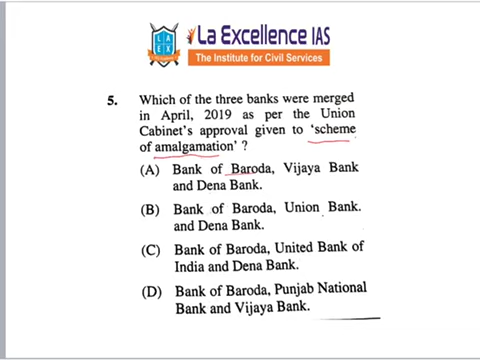 LA
EX
La Excellence IAS
The Institute for Civil Services
5. Which of the three banks were merged
in April, 2019 as per the Union
Cabinet's approval given to 'scheme
of amalgamation' ?
(A) Bank of Baroda, Vijaya Bank
and Dena Bank.
(B) Bank of Baroda, Union Bank.
and Dena Bank.
(C) Bank of Baroda, United Bank of
India and Dena Bank.
(D) Bank of Baroda, Punjab National
Bank and Vijaya Bank.